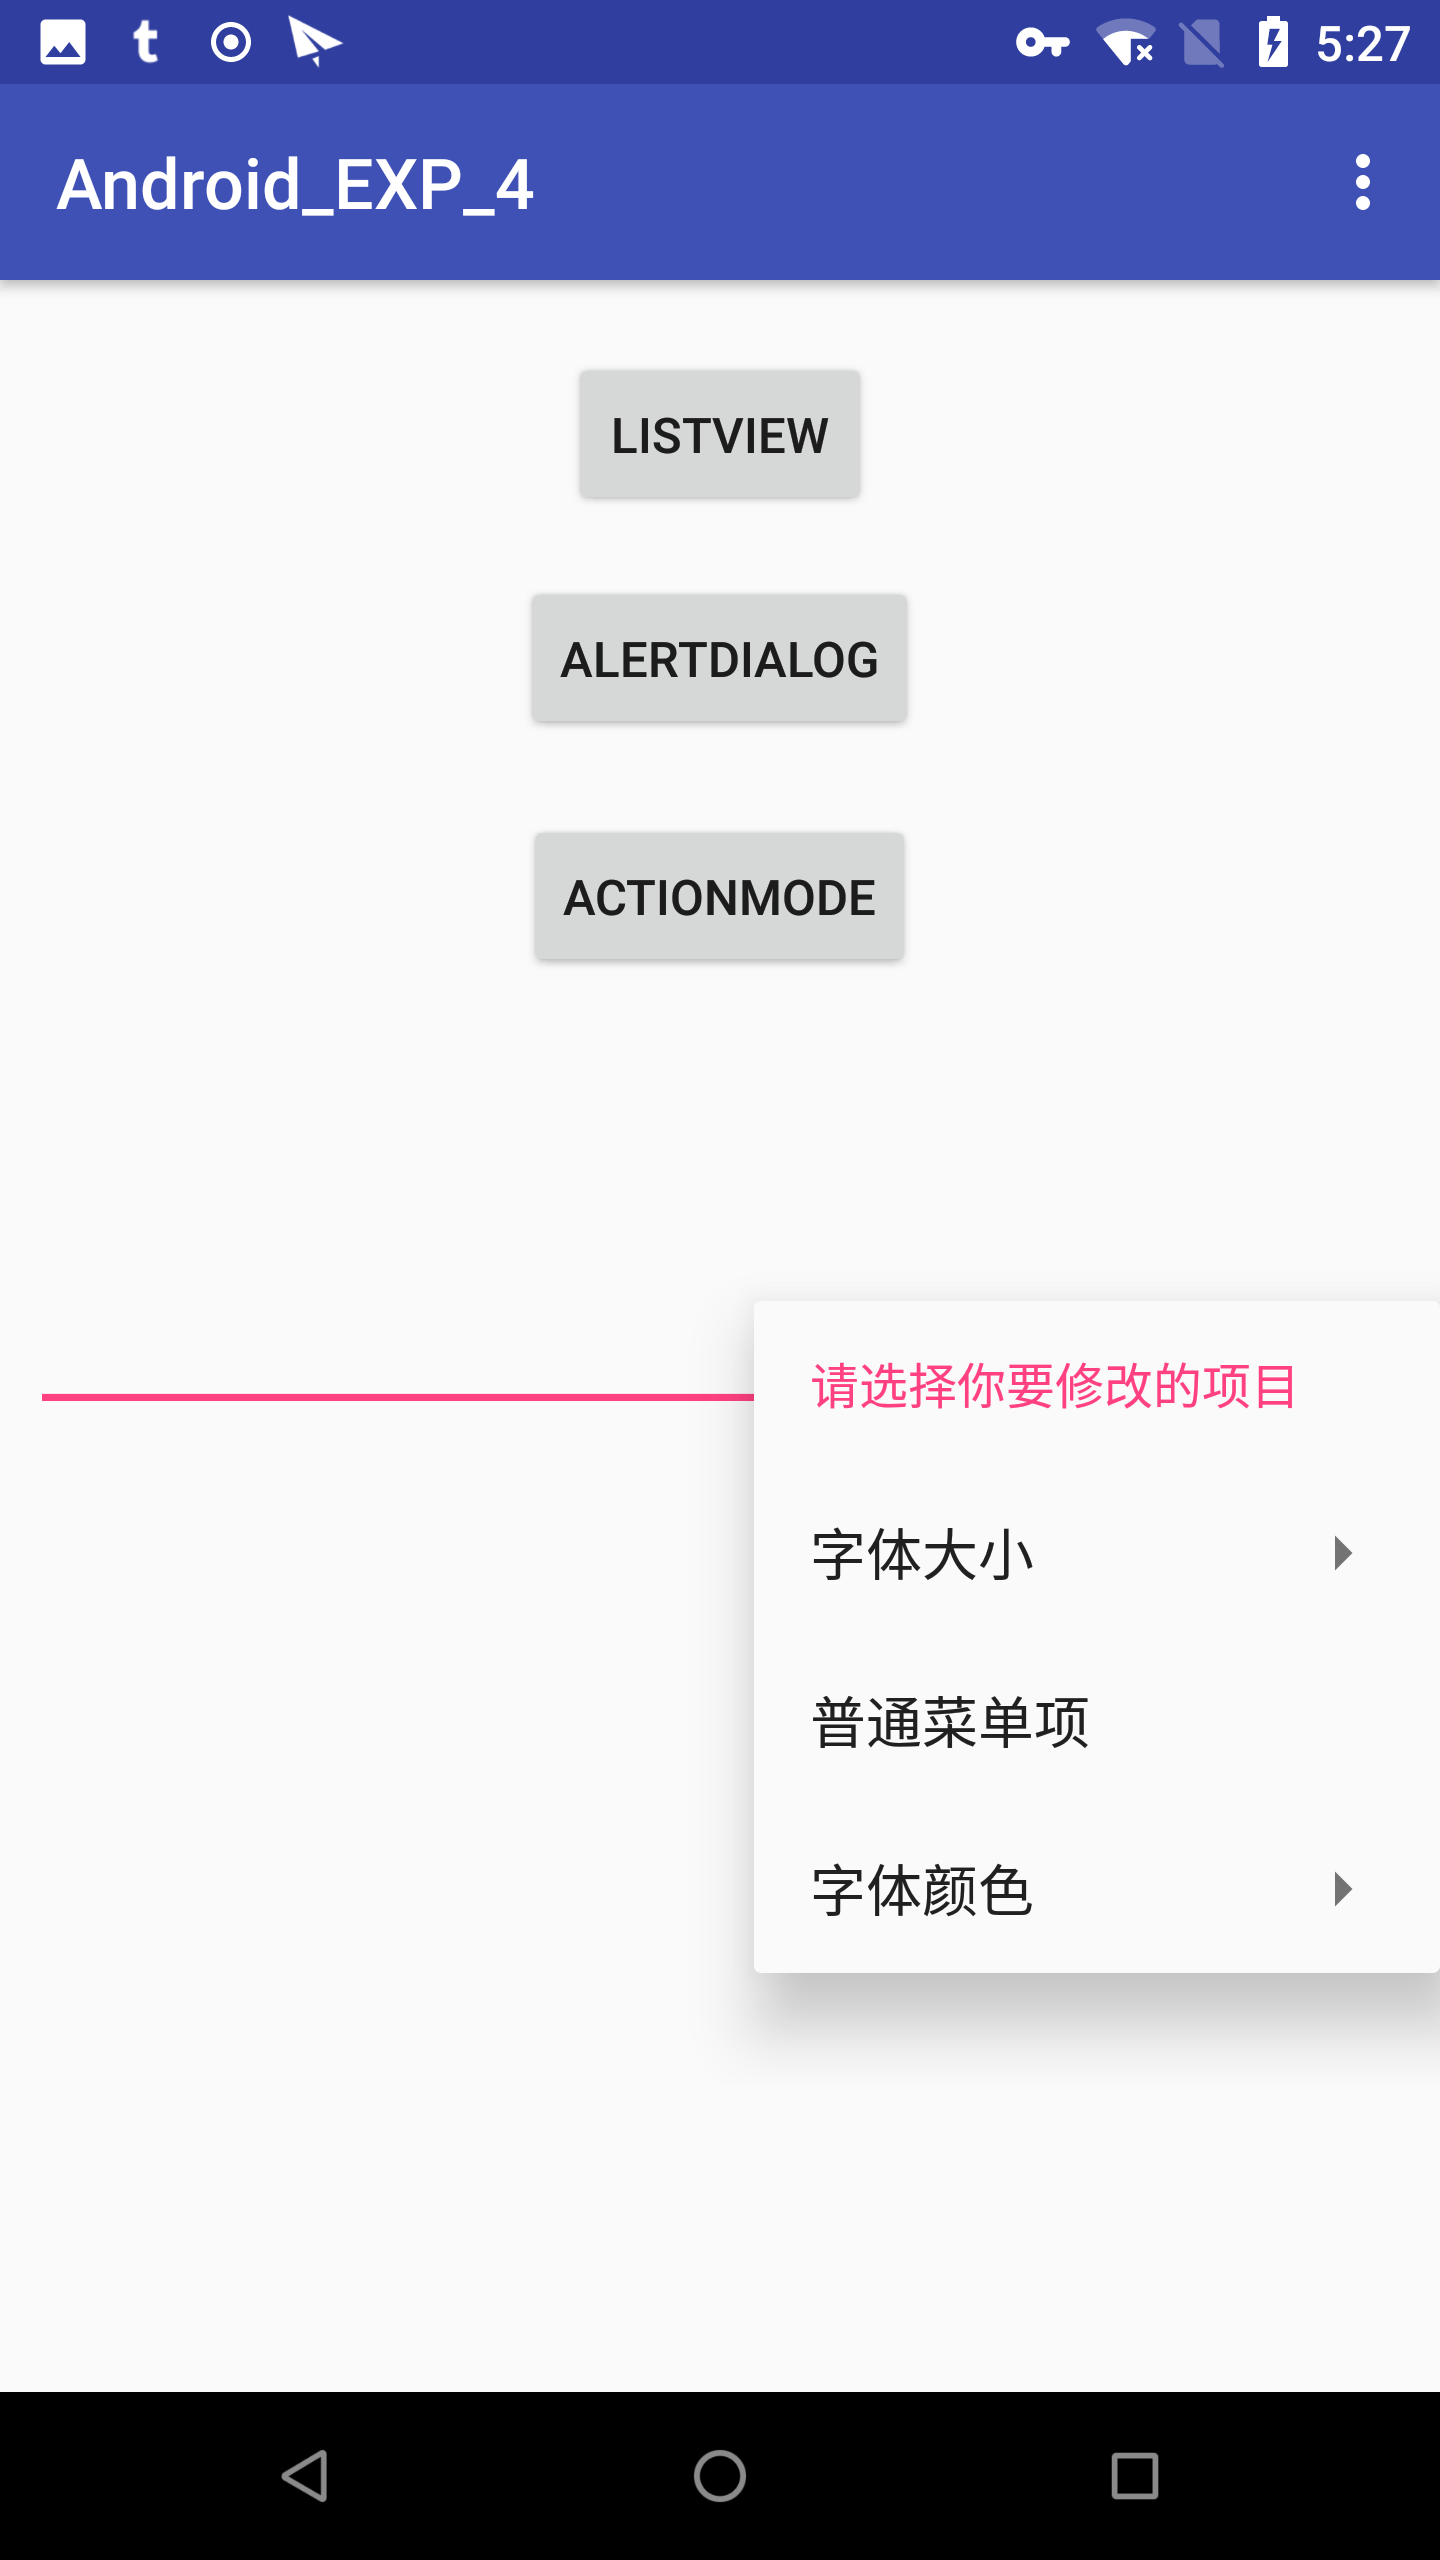 5:27
Android_EXP_4
LISTVIEW
ALERTDIALOG
ACTIONMODE
请选择你要修改的项目
字体大小
普通菜单项
字体颜色